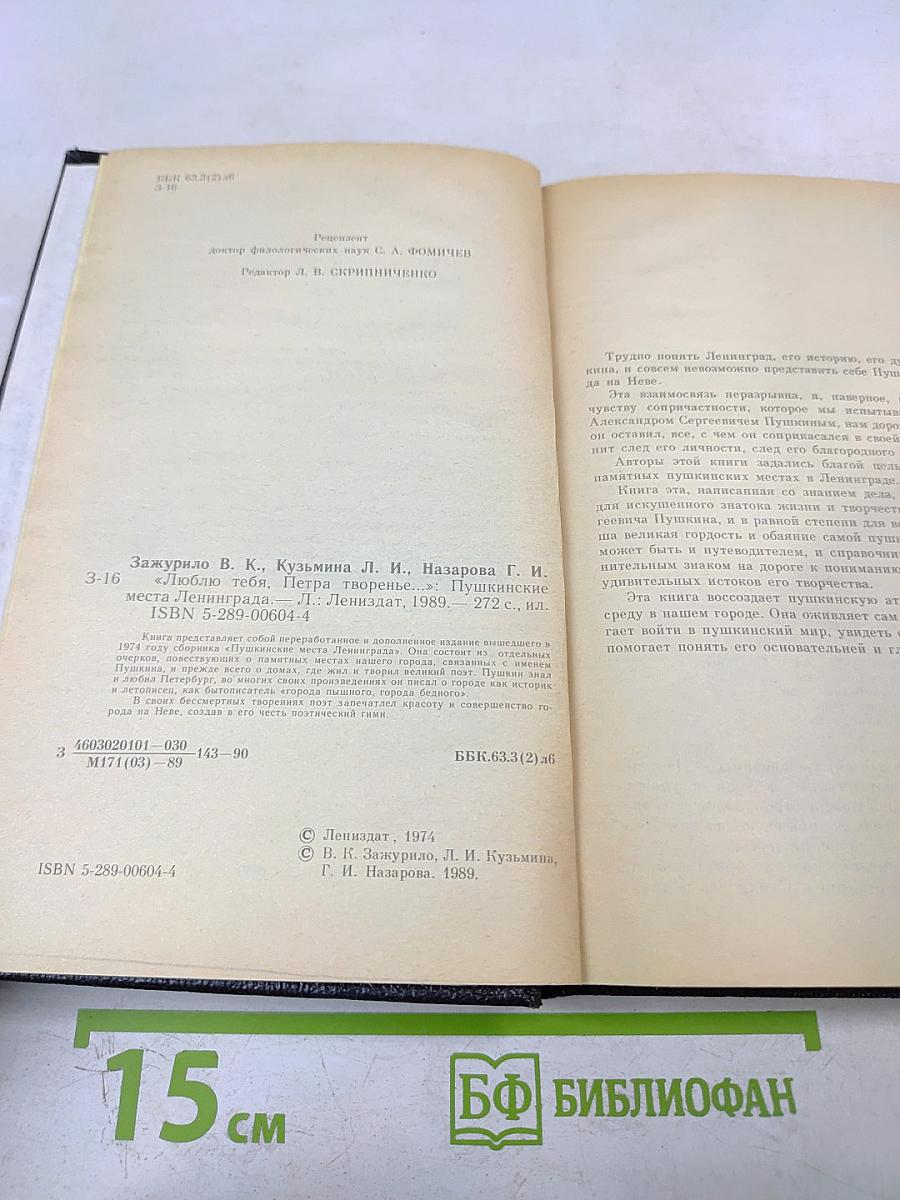 ББК 63.3(2)л6
З-16
Рецензент
доктор филологических наук С. А. ФОМИЧЕВ
Редактор Л. В. СКРИПНИЧЕНКО
Зажурило В. К., Кузьмина Л. И., Назарова Г. И.
З-16 «Люблю тебя, Петра творенье...»: Пушкинские
места Ленинграда.— Л.: Лениздат, 1989.— 272 с., ил.
ISBN 5-289-00604-4
Книга представляет собой переработанное и дополненное издание вышедшего в
1974 году сборника «Пушкинские места Ленинграда». Она состоит из отдельных
очерков, повествующих о памятных местах нашего города, связанных с именем
Пушкина, и прежде всего о домах, где жил и творил великий поэт. Пушкин знал
и любил Петербург, во многих своих произведениях он писал о городе как историк
и летописец, как бытописатель «города пышного, города бедного».
В своих бессмертных творениях поэт запечатлел красоту и совершенство го-
рода на Неве, создав в его честь поэтический гимн.
З 4603020101—030
М171(03)—89 143—90
ББК.63.3(2)л6
© Лениздат, 1974
© В. К. Зажурило, Л. И. Кузьмина,
Г. И. Назарова. 1989.
ISBN 5-289-00604-4
Трудно понять Ленинград, его историю, его ду
кина, и совсем невозможно представить себе Пуш
да на Неве.
Эта взаимосвязь неразрывна, и, наверное,
чувству сопричастности, которое мы испытыв
Александром Сергеевичем Пушкиным, нам доро
он оставил, все, с чем он соприкасался в своей
нит след его личности, след его благородного
Авторы этой книги задались благой цель
памятных пушкинских местах в Ленинграде.
Книга эта, написанная со знанием дела,
для искушенного знатока жизни и творчест
геевича Пушкина, и в равной степени для в
ша великая гордость и обаяние самой пушк
может быть и путеводителем, и справочни
нительным знаком на дороге к пониманию
удивительных истоков его творчества.
Эта книга воссоздает пушкинскую ат
среду в нашем городе. Она оживляет сам
гает войти в пушкинский мир, увидеть
помогает понять его основательней и гл
15 см
БФ БИБЛИОФАН